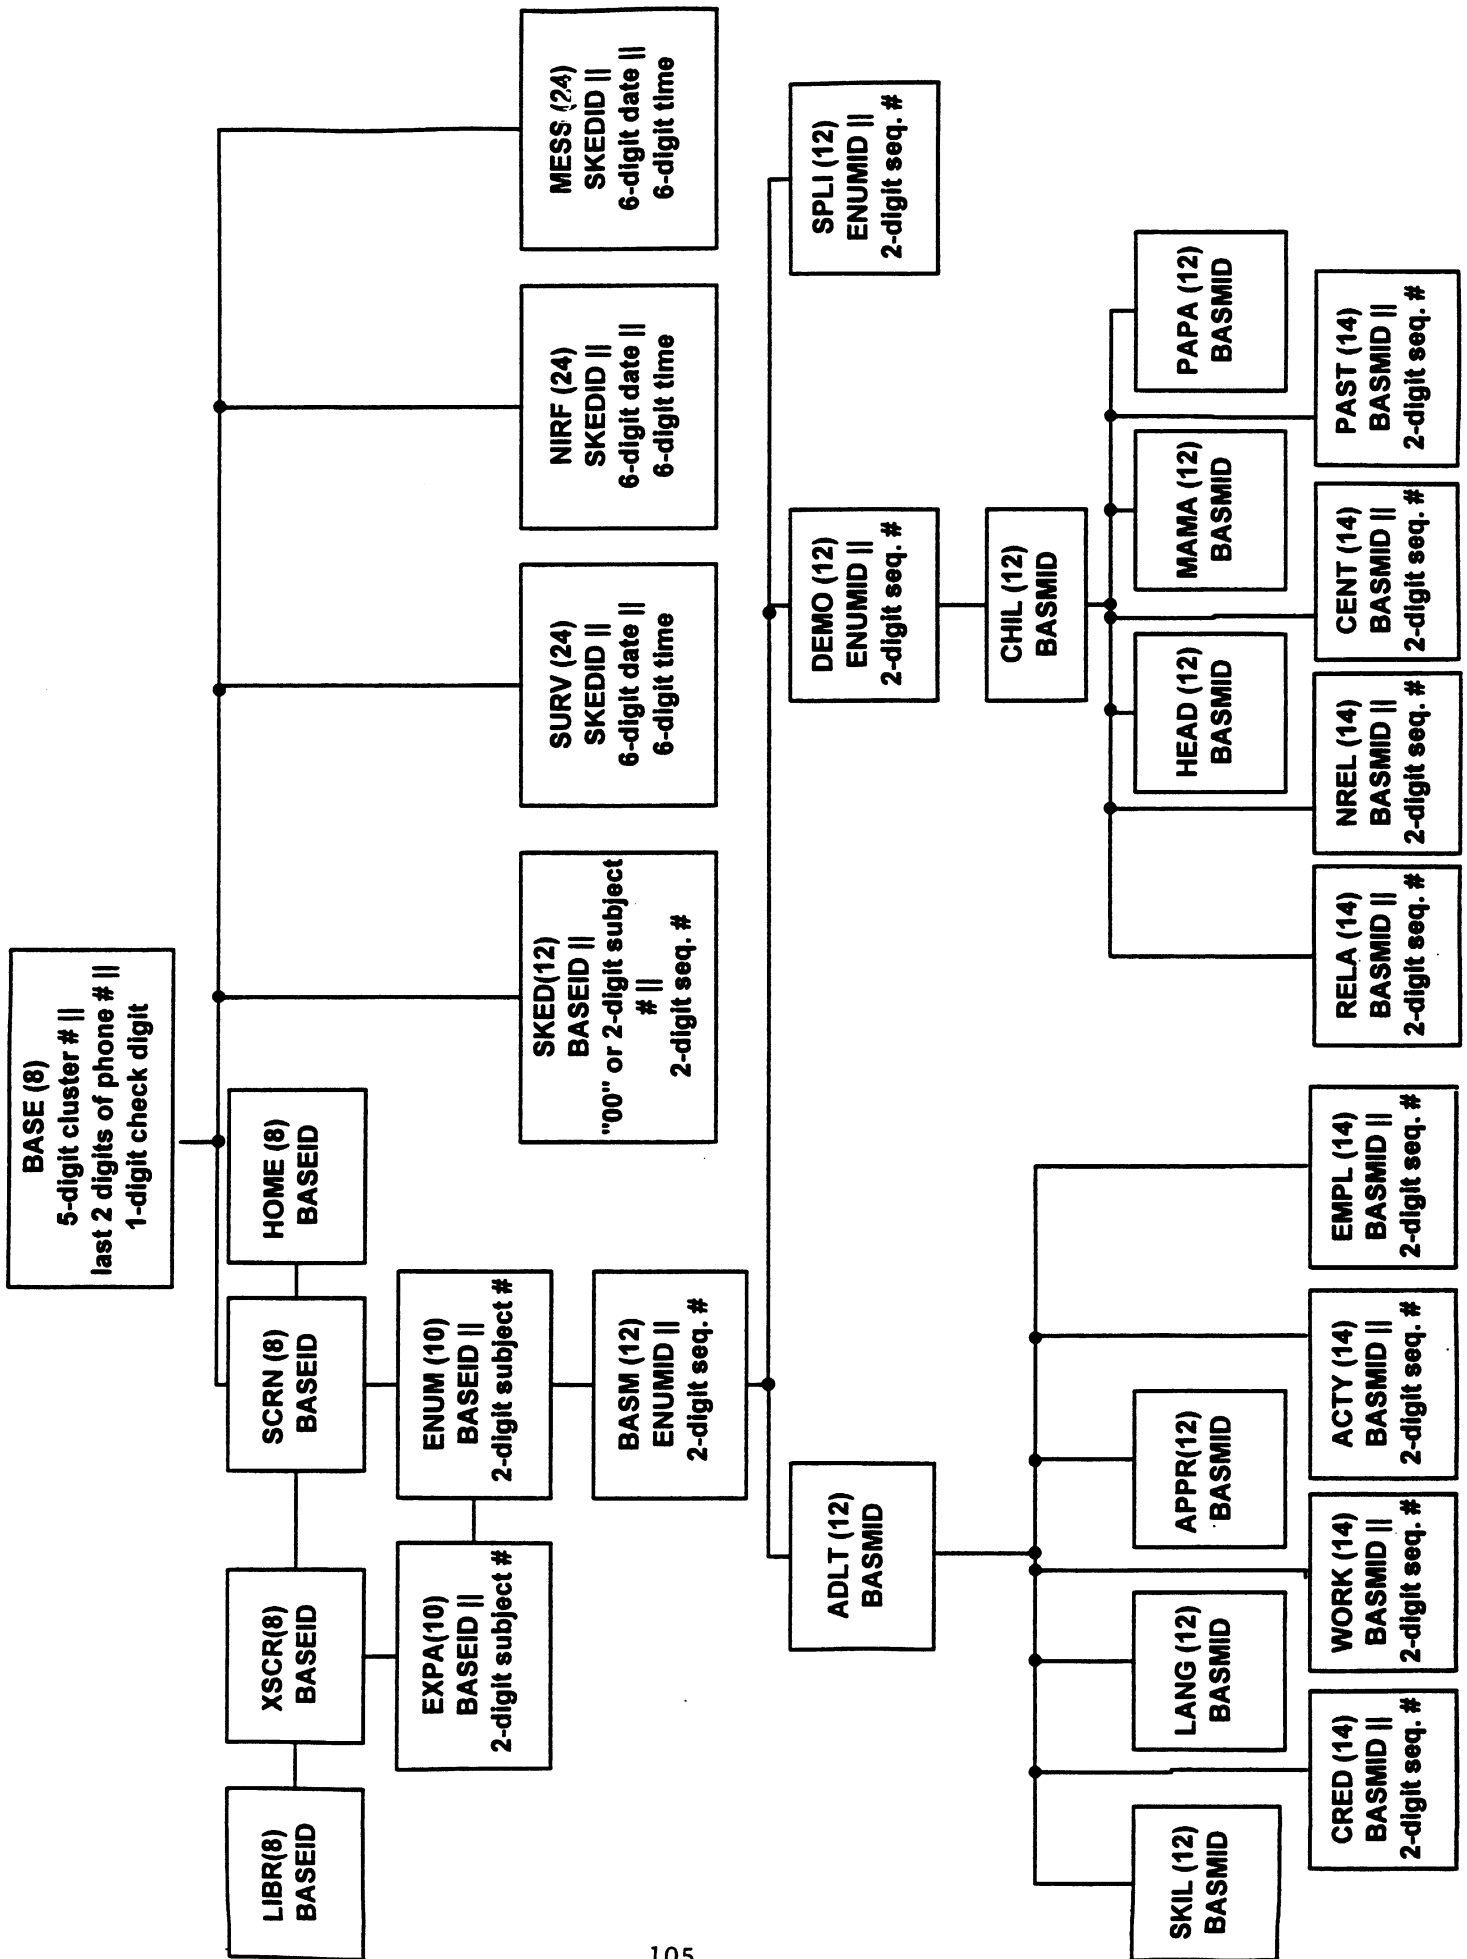 BASE (8)
5-digit cluster # ||
last 2 digits of phone # ||
1-digit check digit
LIBR(8)
BASEID
XSCR(8)
BASEID
SCRN (8)
BASEID
HOME (8)
BASEID
EXPA(10)
BASEID ||
2-digit subject #
ENUM (10)
BASEID ||
2-digit subject #
SKED(12)
BASEID ||
"00" or 2-digit subject
# ||
2-digit seq. #
SURV (24)
SKEDID ||
6-digit date ||
6-digit time
NIRF (24)
SKEDID ||
6-digit date ||
6-digit time
MESS (24)
SKEDID ||
6-digit date ||
6-digit time
BASM (12)
ENUMID ||
2-digit seq. #
ADLT (12)
BASMID
DEMO (12)
ENUMID ||
2-digit seq. #
SPLI (12)
ENUMID ||
2-digit seq. #
CHIL (12)
BASMID
SKIL (12)
BASMID
LANG (12)
BASMID
APPR(12)
BASMID
HEAD (12)
BASMID
MAMA (12)
BASMID
PAPA (12)
BASMID
CRED (14)
BASMID ||
2-digit seq. #
WORK (14)
BASMID ||
2-digit seq. #
ACTY (14)
BASMID ||
2-digit seq. #
EMPL (14)
BASMID ||
2-digit seq. #
RELA (14)
BASMID ||
2-digit seq. #
NREL (14)
BASMID ||
2-digit seq. #
CENT (14)
BASMID ||
2-digit seq. #
PAST (14)
BASMID ||
2-digit seq. #
105